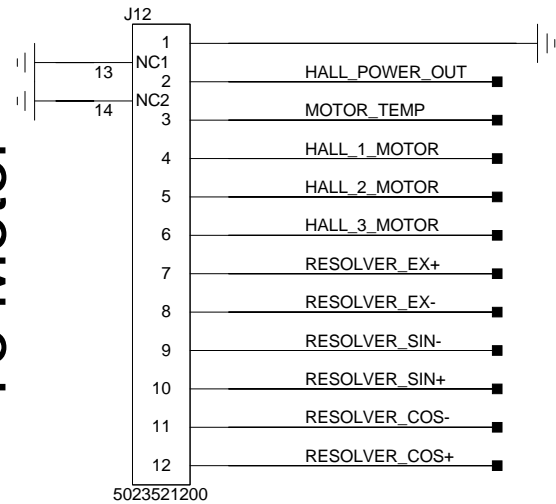 J12
1
13 NC1
2 HALL_POWER_OUT
14 NC2
3 MOTOR_TEMP
4 HALL_1_MOTOR
5 HALL_2_MOTOR
6 HALL_3_MOTOR
7 RESOLVER_EX+
8 RESOLVER_EX-
9 RESOLVER_SIN-
10 RESOLVER_SIN+
11 RESOLVER_COS-
12 RESOLVER_COS+
5023521200